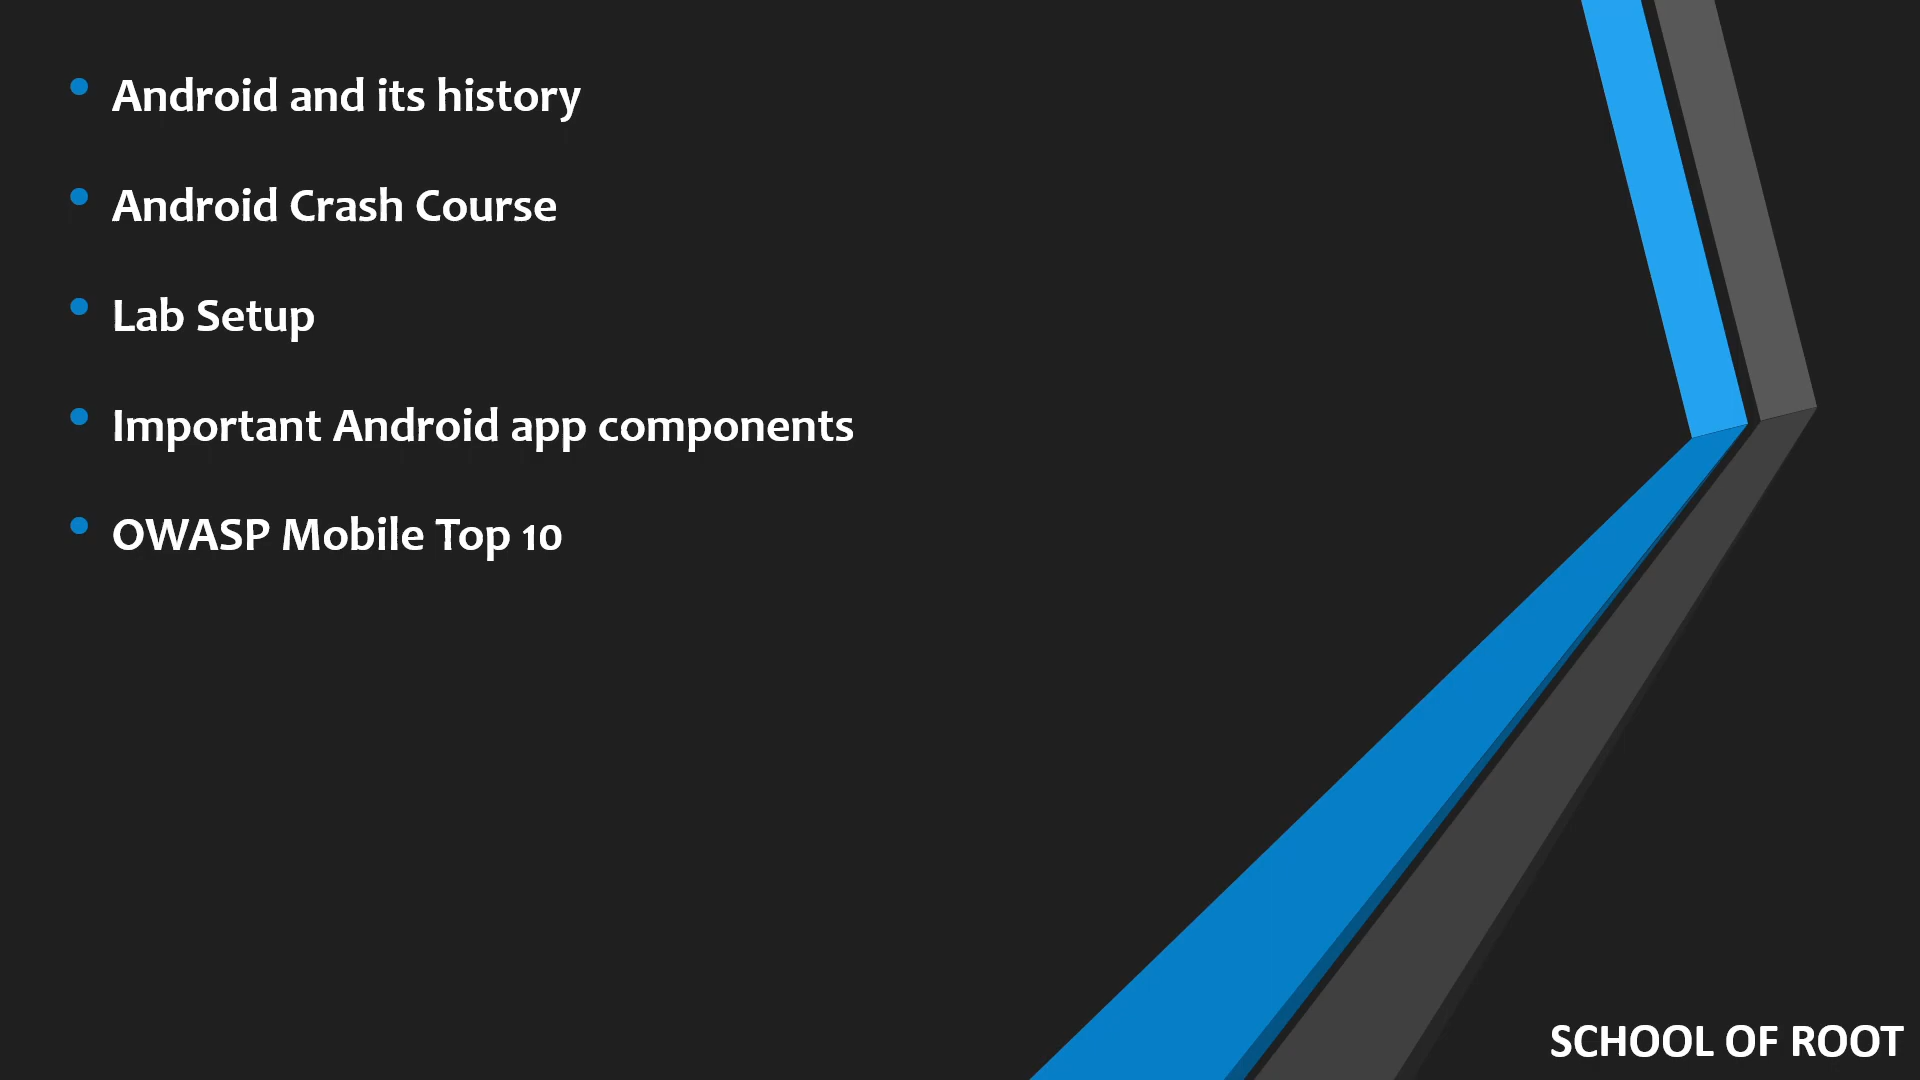 Android and its history
Android Crash Course
Lab Setup
Important Android app components
OWASP Mobile Top 10
SCHOOL OF ROOT